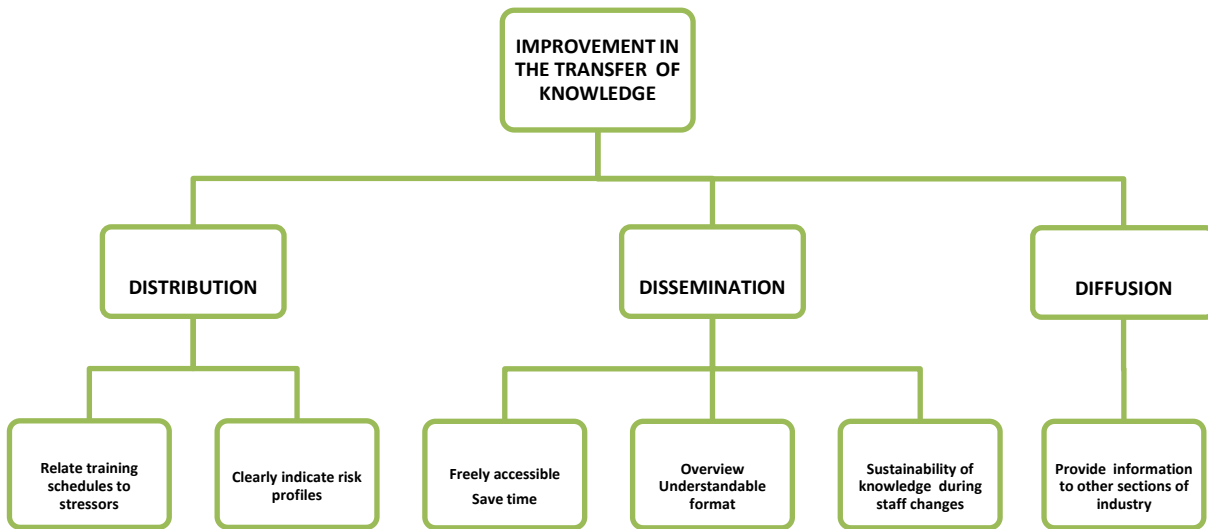 IMPROVEMENT IN
THE TRANSFER OF
KNOWLEDGE
DISTRIBUTION
DISSEMINATION
DIFFUSION
Relate training
schedules to
stressors
Clearly indicate risk
profiles
Freely accessible
Save time
Overview
Understandable
format
Sustainability of
knowledge during
staff changes
Provide information
to other sections of
industry